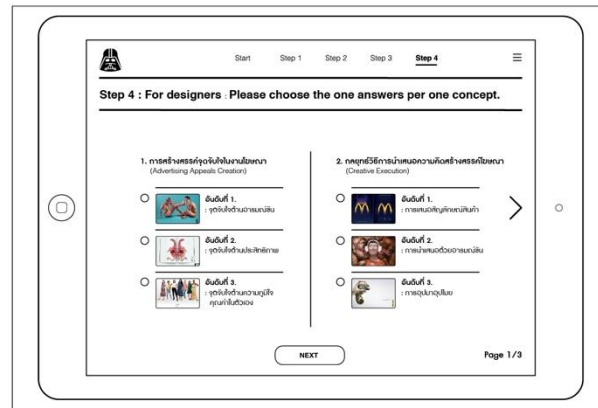 Start Step 1 Step 2 Step 3 Step 4
Step 4 : For designers : Please choose the one answers per one concept.
1. การสร้างสรรค์จุดจับใจในงานโฆษณา
(Advertising Appeals Creation)
อันดับที่ 1.
: จุดจับใจด้านอารมณ์ขัน
อันดับที่ 2.
: จุดจับใจด้านประสิทธิภาพ
อันดับที่ 3.
: จุดจับใจด้านความภูมิใจ
คุณค่าในตัวเอง
2. กลยุทธ์วิธีการนำเสนอความคิดสร้างสรรค์โฆษณา
(Creative Execution)
อันดับที่ 1.
: การเสนอสัญลักษณ์สินค้า
อันดับที่ 2.
: การนำเสนอด้วยอารมณ์ขัน
อันดับที่ 3.
: การอุปมาอุปไมย
NEXT
Page 1/3